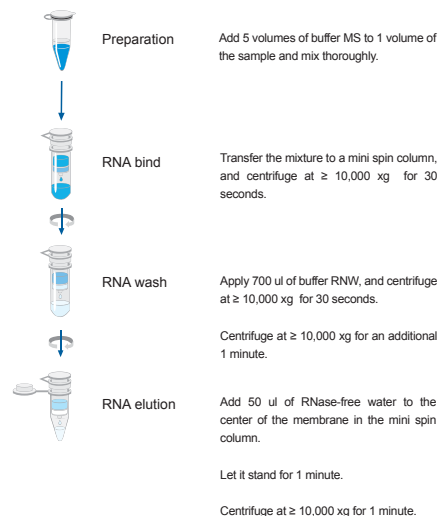 Preparation
Add 5 volumes of buffer MS to 1 volume of
the sample and mix thoroughly.
RNA bind
Transfer the mixture to a mini spin column,
and centrifuge at ≥ 10,000 xg for 30
seconds.
RNA wash
Apply 700 ul of buffer RNW, and centrifuge
at ≥ 10,000 xg for 30 seconds.
Centrifuge at ≥ 10,000 xg for an additional
1 minute.
RNA elution
Add 50 ul of RNase-free water to the
center of the membrane in the mini spin
column.
Let it stand for 1 minute.
Centrifuge at ≥ 10,000 xg for 1 minute.